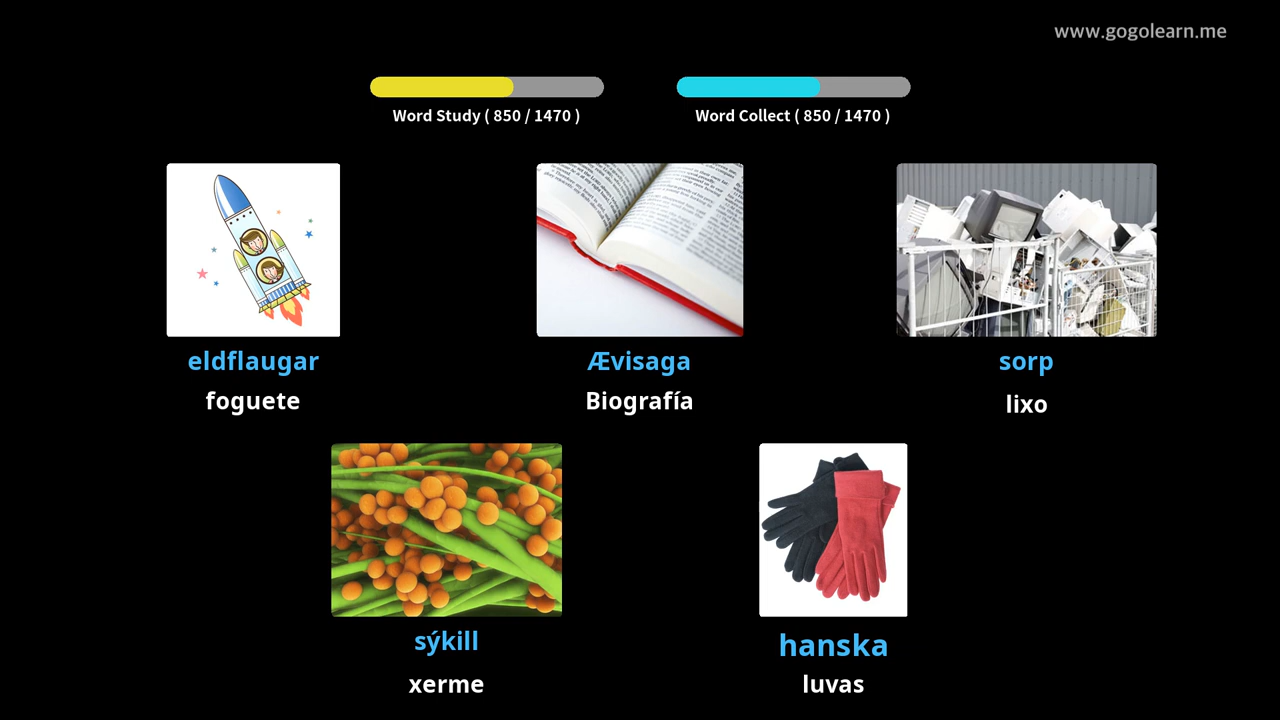 www.gogolearn.me
Word Study ( 850 / 1470 )
Word Collect ( 850 / 1470 )
eldflaugar
Ævisaga
sorp
foguete
Biografía
lixo
sýkill
hanska
xerme
luvas